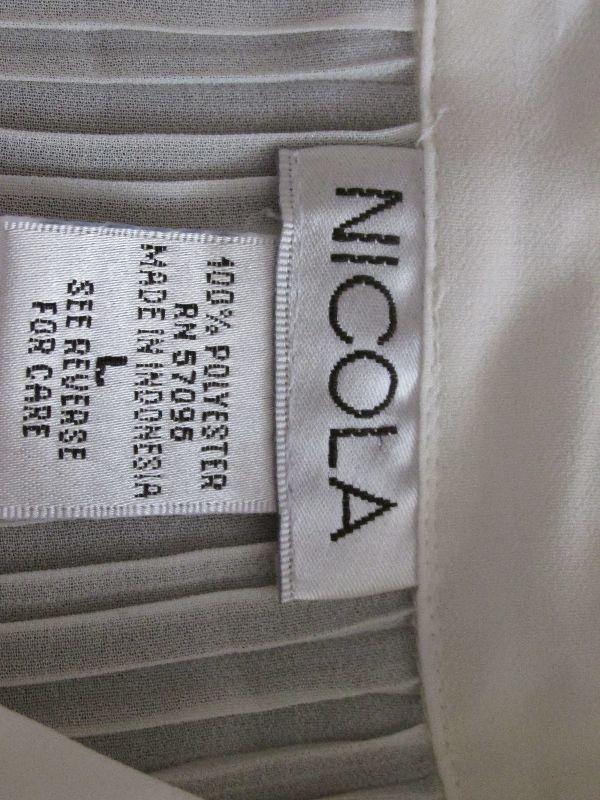 NICOLA
100% POLYESTER
RN 57095
MADE IN INDONESIA
L
SEE REVERSE
FOR CARE